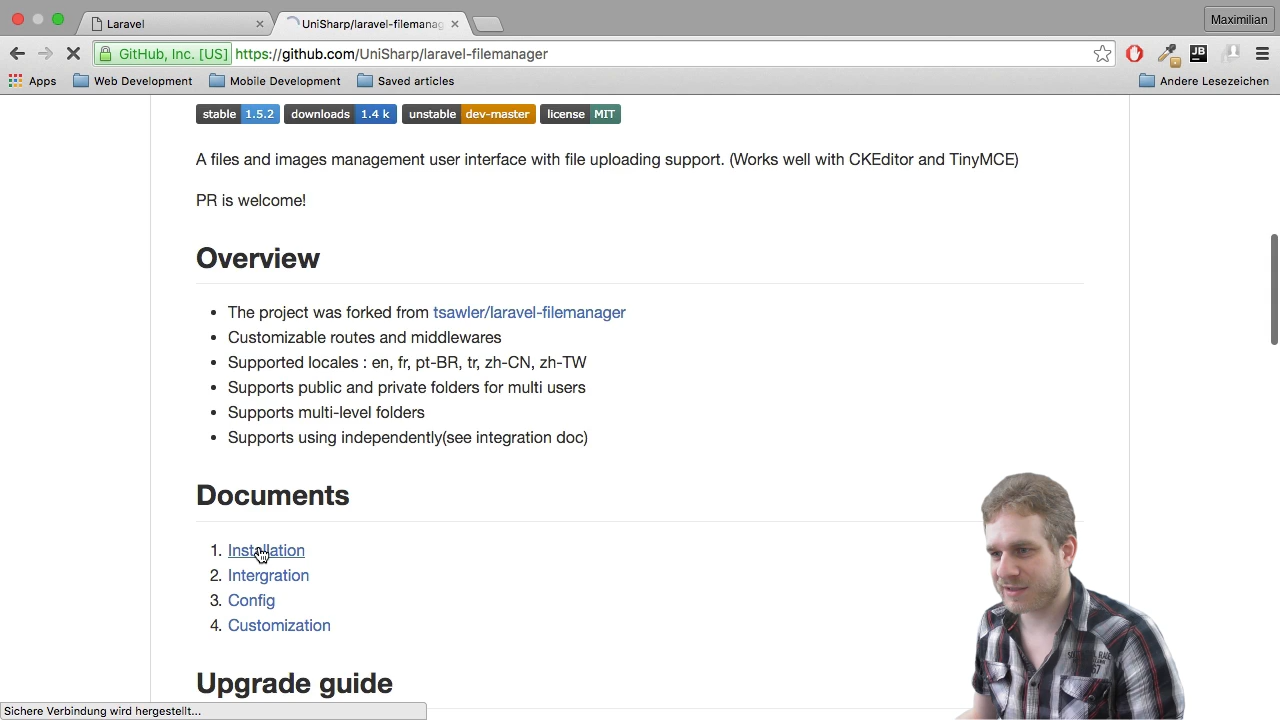 Laravel
UniSharp/laravel-filemanag
Maximilian
GitHub, Inc. [US] https://github.com/UniSharp/laravel-filemanager
JB
Apps Web Development Mobile Development Saved articles Andere Lesezeichen
stable 1.5.2 downloads 1.4 k unstable dev-master license MIT
A files and images management user interface with file uploading support. (Works well with CKEditor and TinyMCE)
PR is welcome!
Overview
• The project was forked from tsawler/laravel-filemanager
• Customizable routes and middlewares
• Supported locales : en, fr, pt-BR, tr, zh-CN, zh-TW
• Supports public and private folders for multi users
• Supports multi-level folders
• Supports using independently(see integration doc)
Documents
1. Installation
2. Intergration
3. Config
4. Customization
Upgrade guide
Sichere Verbindung wird hergestellt...